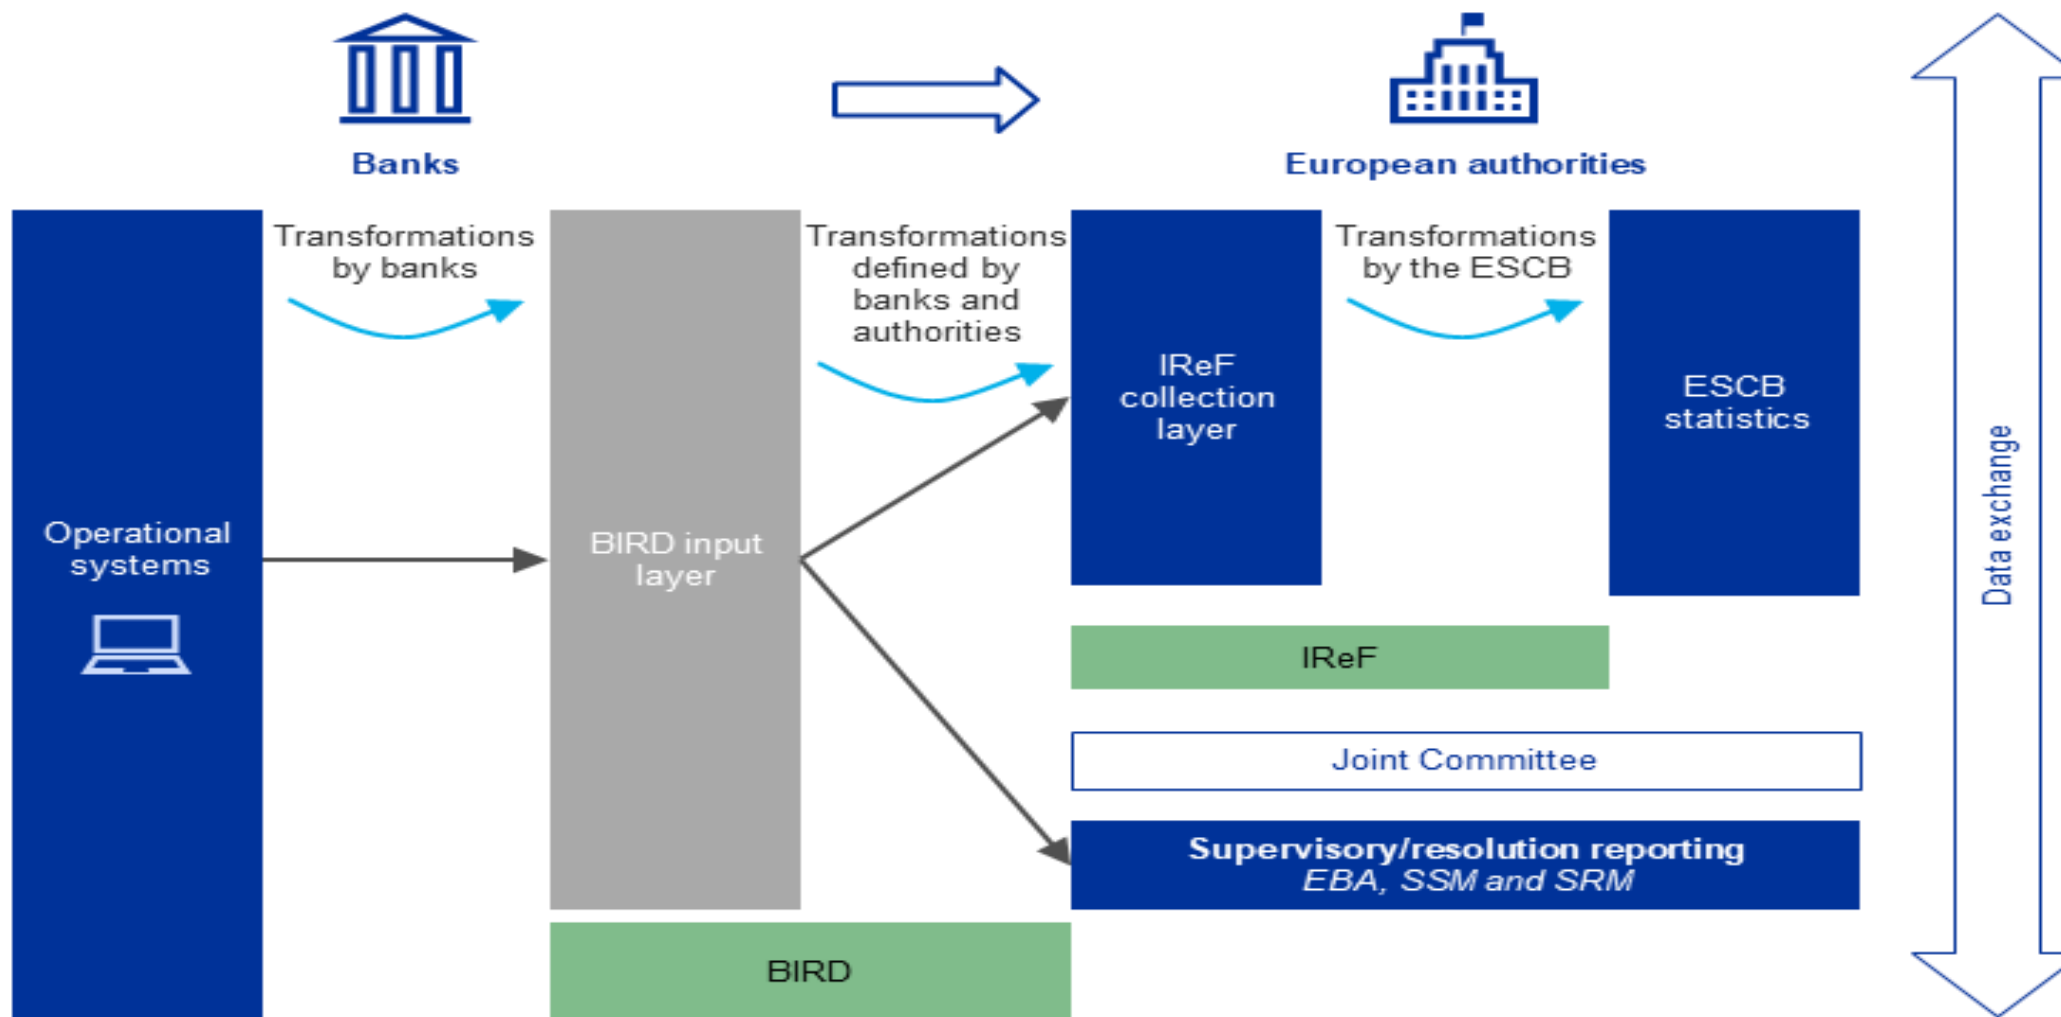 Banks
European authorities
Transformations
by banks
Transformations
defined by
banks and
authorities
Transformations
by the ESCB
Operational
systems
BIRD input
layer
IReF
collection
layer
ESCB
statistics
IReF
Joint Committee
Supervisory/resolution reporting
EBA, SSM and SRM
BIRD
Data exchange